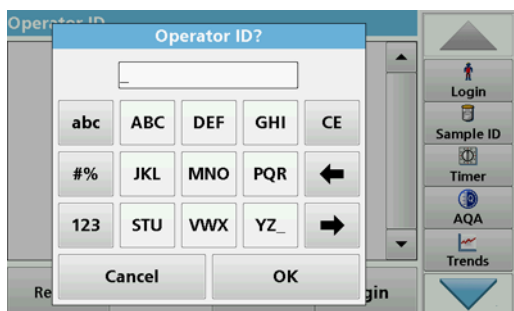 Operator ID
Operator ID?
_
abc ABC DEF GHI CE
#% JKL MNO PQR
123 STU VWX YZ_
Cancel OK
Login
Sample ID
Timer
AQA
Trends